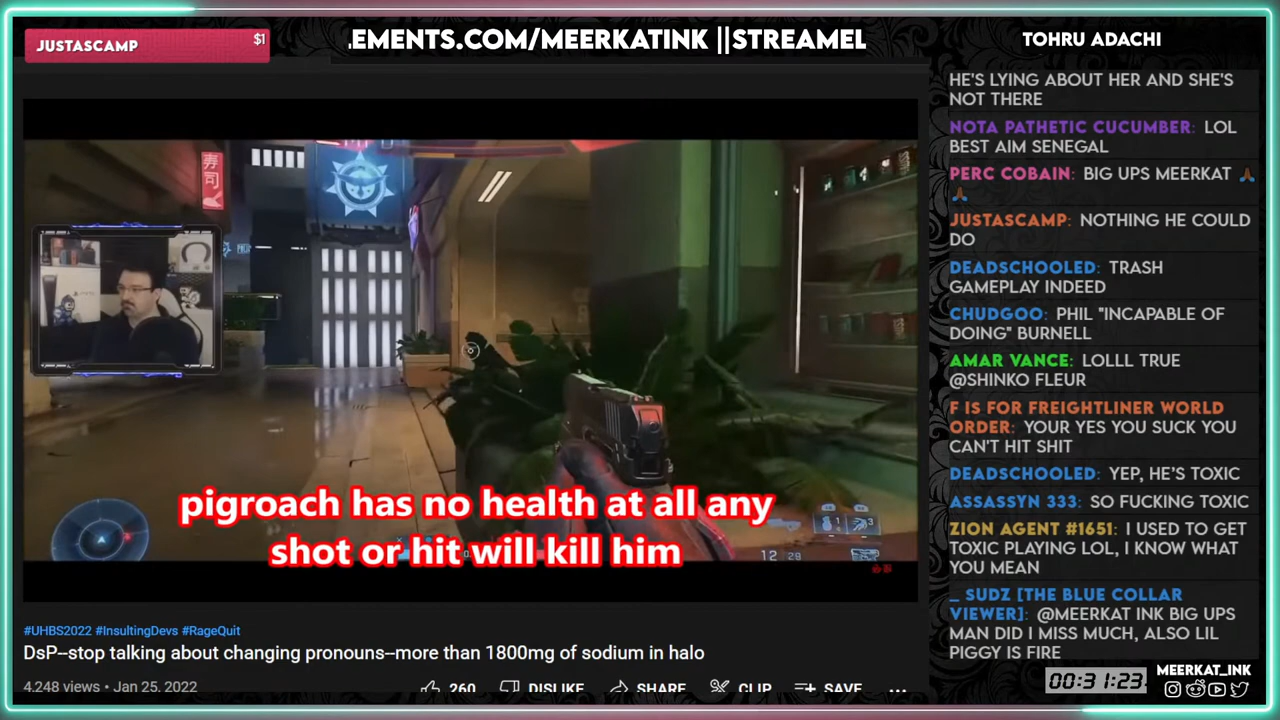 JUSTASCAMP
$1
.EMENTS.COM/MEERKATINK ||STREAMEL
TOHRU ADACHI
HE'S LYING ABOUT HER AND SHE'S
NOT THERE
NOTA PATHETIC CUCUMBER: LOL
BEST AIM SENEGAL
PERC COBAIN: BIG UPS MEERKAT 🙏🏾
🙏🏾
JUSTASCAMP: NOTHING HE COULD
DO
DEADSCHOOLED: TRASH
GAMEPLAY INDEED
CHUDGOO: PHIL "INCAPABLE OF
DOING" BURNELL
AMAR VANCE: LOLLL TRUE
@SHINKO FLEUR
F IS FOR FREIGHTLINER WORLD
ORDER: YOUR YES YOU SUCK YOU
CAN'T HIT SHIT
DEADSCHOOLED: YEP, HE'S TOXIC
ASSASSYN 333: SO FUCKING TOXIC
ZION AGENT #1651: I USED TO GET
TOXIC PLAYING LOL, I KNOW WHAT
YOU MEAN
_ SUDZ [THE BLUE COLLAR
VIEWER]: @MEERKAT INK BIG UPS
MAN DID I MISS MUCH, ALSO LIL
PIGGY IS FIRE
寿司
pigroach has no health at all any
shot or hit will kill him
12 28
#UHBS2022 #InsultingDevs #RageQuit
DsP--stop talking about changing pronouns--more than 1800mg of sodium in halo
4,248 views • Jan 25, 2022
260
DISLIKE
SHARE
CLIP
SAVE
...
00:31:23
MEERKAT_INK